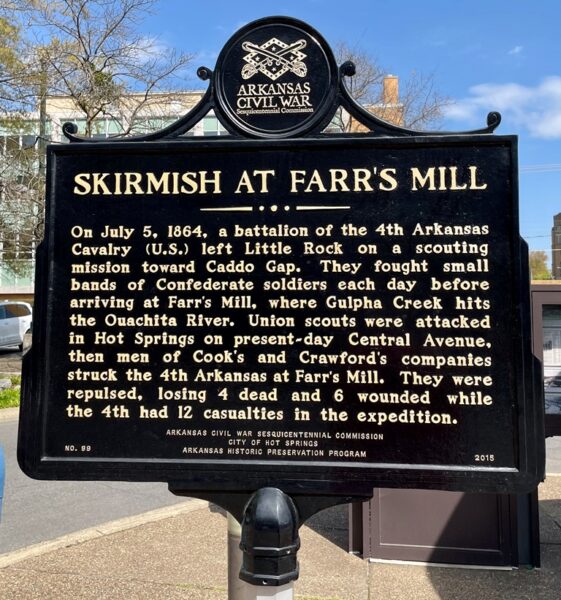 ARKANSAS
CIVIL WAR
Sesquicentennial Commission
SKIRMISH AT FARR'S MILL
On July 5, 1864, a battalion of the 4th Arkansas
Cavalry (U.S.) left Little Rock on a scouting
mission toward Caddo Gap. They fought small
bands of Confederate soldiers each day before
arriving at Farr's Mill, where Gulpha Creek hits
the Ouachita River. Union scouts were attacked
in Hot Springs on present-day Central Avenue,
then men of Cook's and Crawford's companies
struck the 4th Arkansas at Farr's Mill. They were
repulsed, losing 4 dead and 6 wounded while
the 4th had 12 casualties in the expedition.
ARKANSAS CIVIL WAR SESQUICENTENNIAL COMMISSION
CITY OF HOT SPRINGS
NO. 99 ARKANSAS HISTORIC PRESERVATION PROGRAM 2015